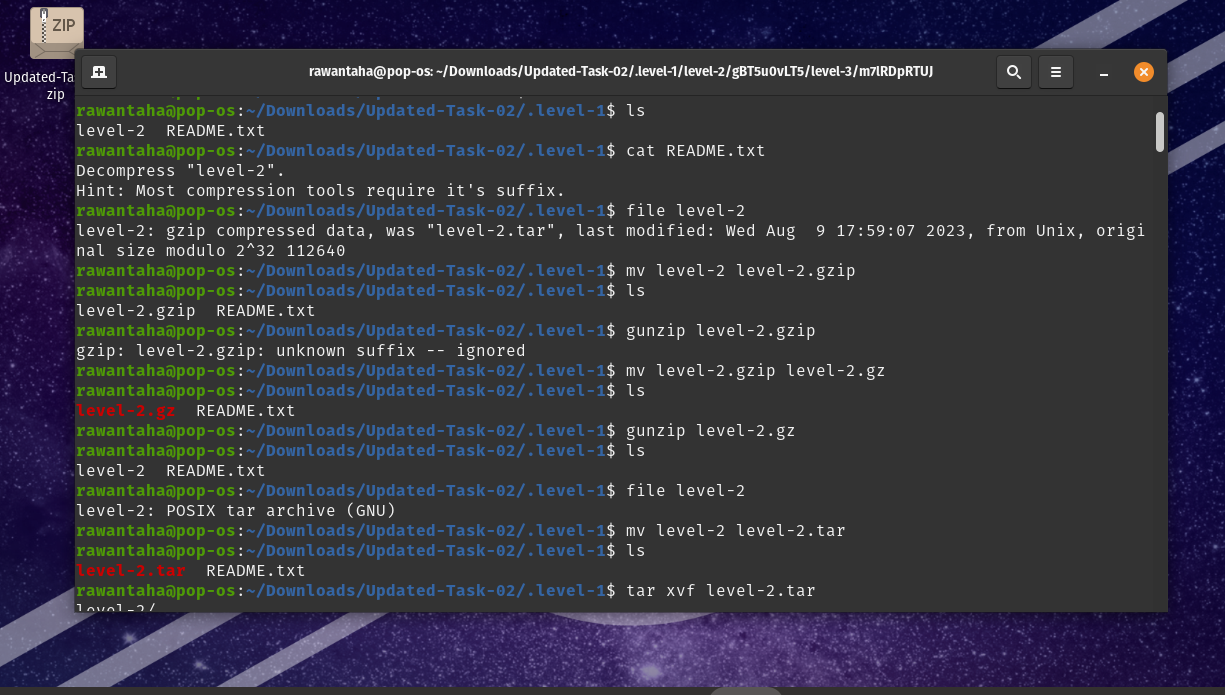 ZIP
Updated-Ta
zip
rawantaha@pop-os: ~/Downloads/Updated-Task-02/.level-1/level-2/gBT5u0vLT5/level-3/m7lRDpRTUJ
rawantaha@pop-os:~/Downloads/Updated-Task-02/.level-1$ ls
level-2  README.txt
rawantaha@pop-os:~/Downloads/Updated-Task-02/.level-1$ cat README.txt
Decompress "level-2".
Hint: Most compression tools require it's suffix.
rawantaha@pop-os:~/Downloads/Updated-Task-02/.level-1$ file level-2
level-2: gzip compressed data, was "level-2.tar", last modified: Wed Aug  9 17:59:07 2023, from Unix, origi
nal size modulo 2^32 112640
rawantaha@pop-os:~/Downloads/Updated-Task-02/.level-1$ mv level-2 level-2.gzip
rawantaha@pop-os:~/Downloads/Updated-Task-02/.level-1$ ls
level-2.gzip  README.txt
rawantaha@pop-os:~/Downloads/Updated-Task-02/.level-1$ gunzip level-2.gzip
gzip: level-2.gzip: unknown suffix -- ignored
rawantaha@pop-os:~/Downloads/Updated-Task-02/.level-1$ mv level-2.gzip level-2.gz
rawantaha@pop-os:~/Downloads/Updated-Task-02/.level-1$ ls
level-2.gz  README.txt
rawantaha@pop-os:~/Downloads/Updated-Task-02/.level-1$ gunzip level-2.gz
rawantaha@pop-os:~/Downloads/Updated-Task-02/.level-1$ ls
level-2  README.txt
rawantaha@pop-os:~/Downloads/Updated-Task-02/.level-1$ file level-2
level-2: POSIX tar archive (GNU)
rawantaha@pop-os:~/Downloads/Updated-Task-02/.level-1$ mv level-2 level-2.tar
rawantaha@pop-os:~/Downloads/Updated-Task-02/.level-1$ ls
level-2.tar  README.txt
rawantaha@pop-os:~/Downloads/Updated-Task-02/.level-1$ tar xvf level-2.tar
level-2/